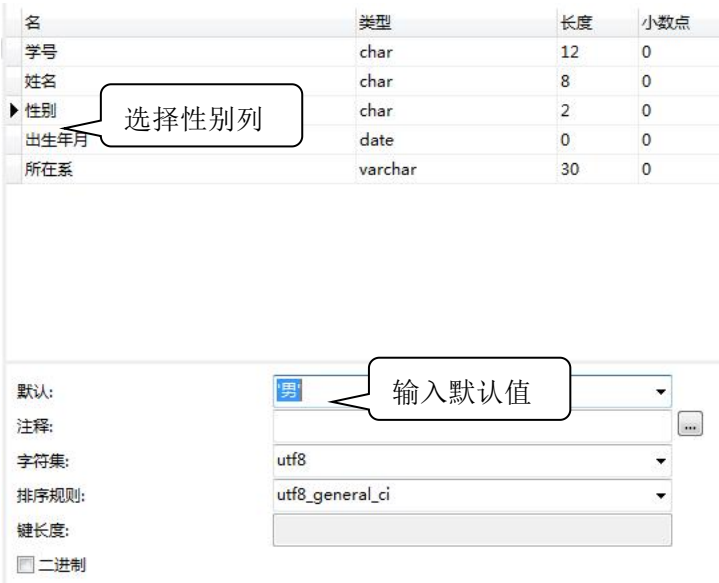 名 类型 长度 小数点
学号 char 12 0
姓名 char 8 0
性别 char 2 0
选择性别列
出生年月 date 0 0
所在系 varchar 30 0
默认: '男'
输入默认值
注释: ...
字符集: utf8
排序规则: utf8_general_ci
键长度:
二进制